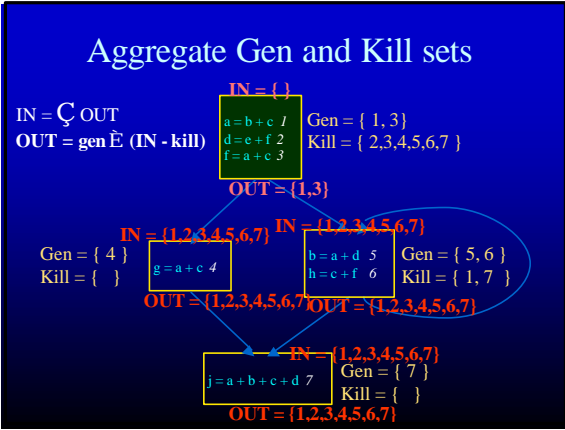 Aggregate Gen and Kill sets
IN = { }
IN = Ç OUT
OUT = gen È (IN - kill)
a = b + c 1
d = e + f 2
f = a + c 3
Gen = { 1, 3}
Kill = { 2,3,4,5,6,7 }
OUT = {1,3}
IN = {1,2,3,4,5,6,7}
IN = {1,2,3,4,5,6,7}
Gen = { 4 }
Kill = { }
g = a + c 4
b = a + d 5
h = c + f 6
Gen = { 5, 6 }
Kill = { 1, 7 }
OUT = {1,2,3,4,5,6,7}
OUT = {1,2,3,4,5,6,7}
IN = {1,2,3,4,5,6,7}
j = a + b + c + d 7
Gen = { 7 }
Kill = { }
OUT = {1,2,3,4,5,6,7}